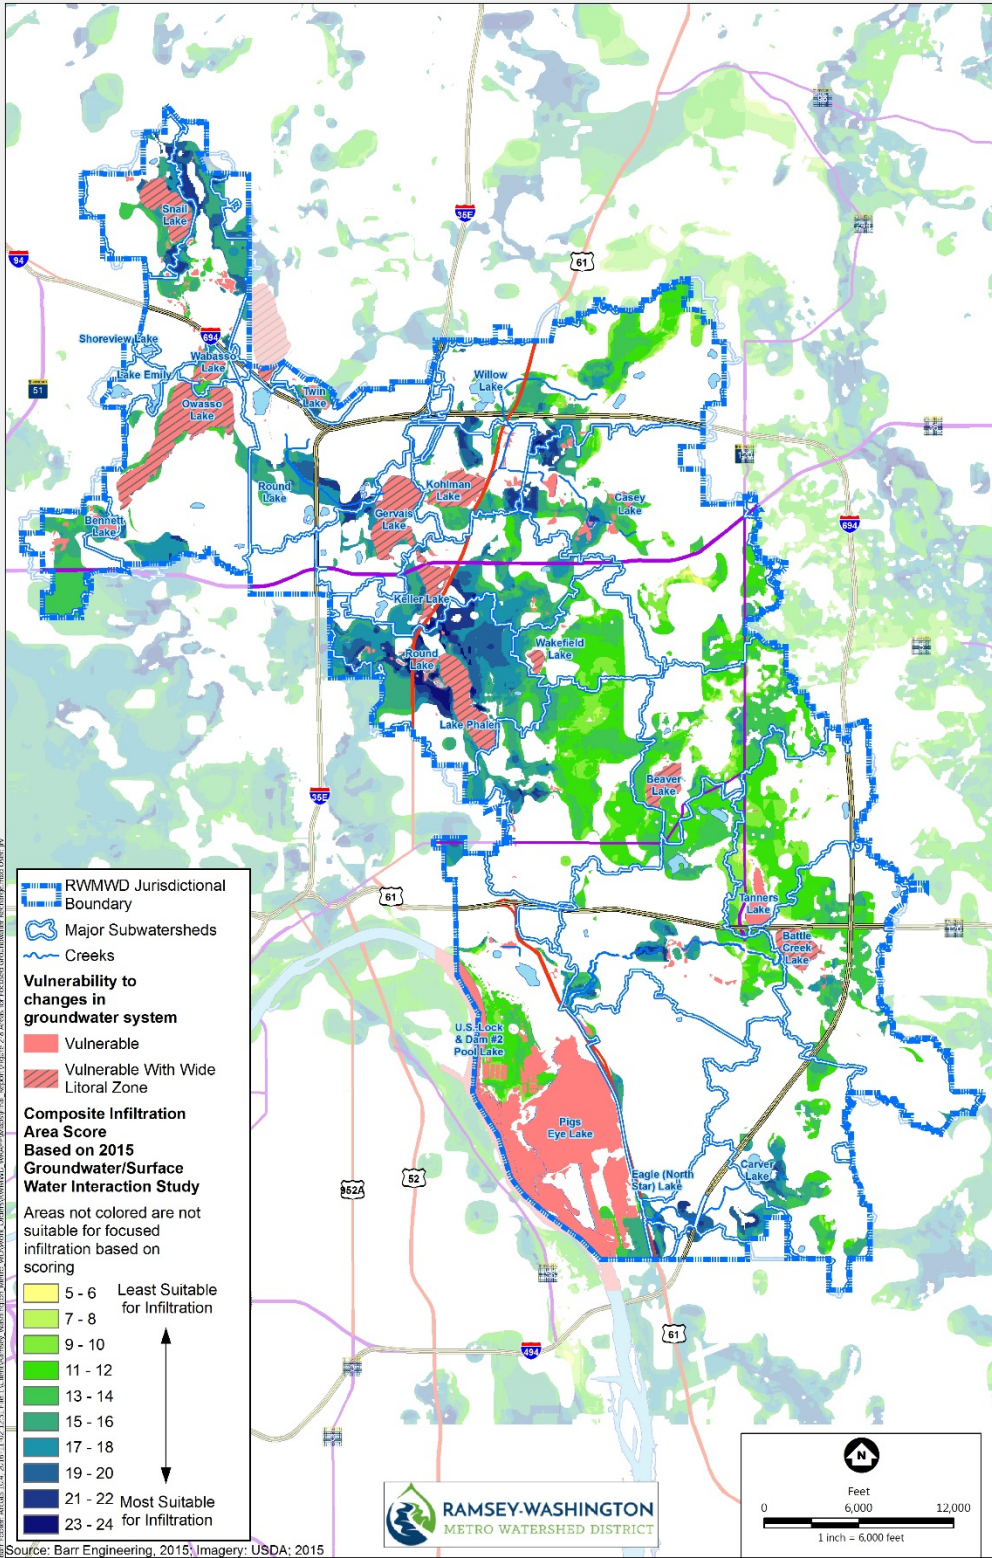 35E
61
94
Snail
Lake
Shoreview Lake
694
Wabasso
Lake
Lake Emily
51
Owasso
Lake
Twin
Lake
Willow
Lake
Round
Lake
Kohlman
Lake
Gervais
Lake
Casey
Lake
Bennett
Lake
694
Keller Lake
Round
Lake
Wakefield
Lake
Lake Phalen
Beaver
Lake
35E
61
Tanners
Lake
Battle
Creek
Lake
U.S. Lock
& Dam #2
Pool Lake
Pigs
Eye Lake
Eagle (North
Star) Lake
Carver
Lake
952A
52
494
61
RWMWD Jurisdictional
Boundary
Major Subwatersheds
Creeks
Vulnerability to
changes in
groundwater system
Vulnerable
Vulnerable With Wide
Litoral Zone
Composite Infiltration
Area Score
Based on 2015
Groundwater/Surface
Water Interaction Study
Areas not colored are not
suitable for focused
infiltration based on
scoring
5 - 6
Least Suitable
for Infiltration
7 - 8
9 - 10
11 - 12
13 - 14
15 - 16
17 - 18
19 - 20
21 - 22
Most Suitable
for Infiltration
23 - 24
Source: Barr Engineering, 2015; Imagery: USDA; 2015
RAMSEY-WASHINGTON
METRO WATERSHED DISTRICT
N
Feet
0 6,000 12,000
1 inch = 6,000 feet